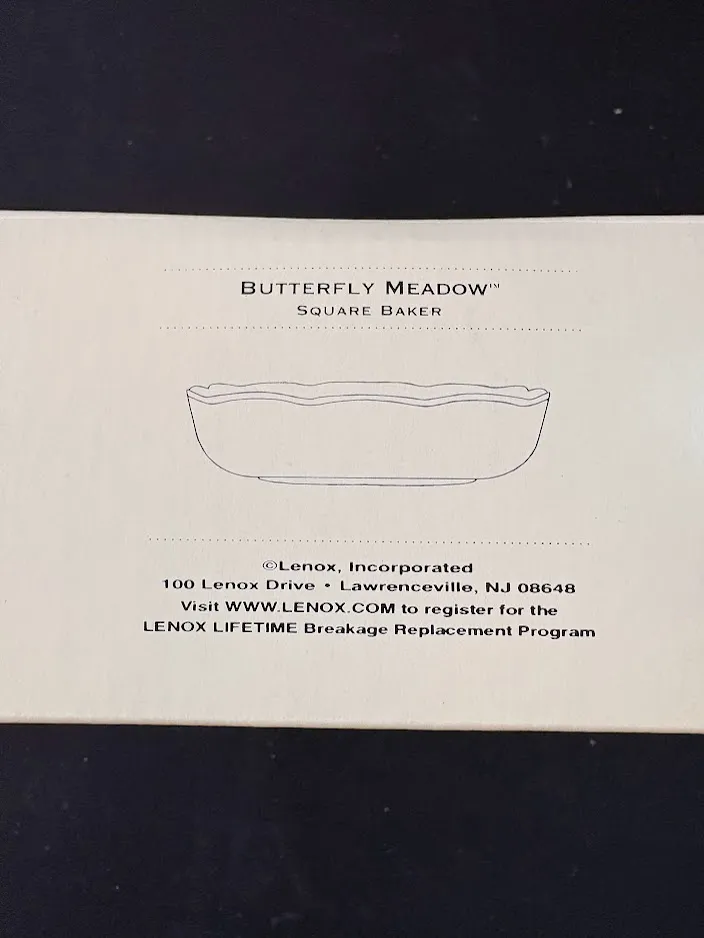 BUTTERFLY MEADOW™
SQUARE BAKER
©Lenox, Incorporated
100 Lenox Drive • Lawrenceville, NJ 08648
Visit WWW.LENOX.COM to register for the
LENOX LIFETIME Breakage Replacement Program